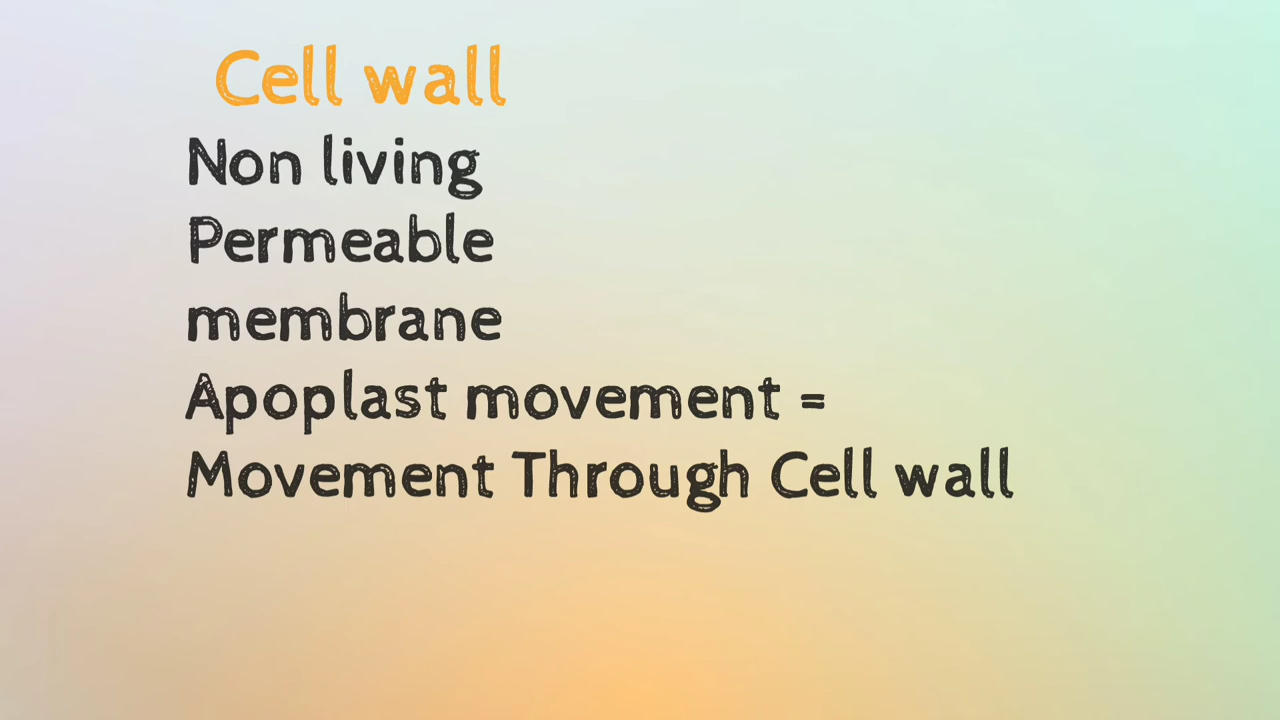 Cell wall
Non living
Permeable
membrane
Apoplast movement =
Movement Through Cell wall